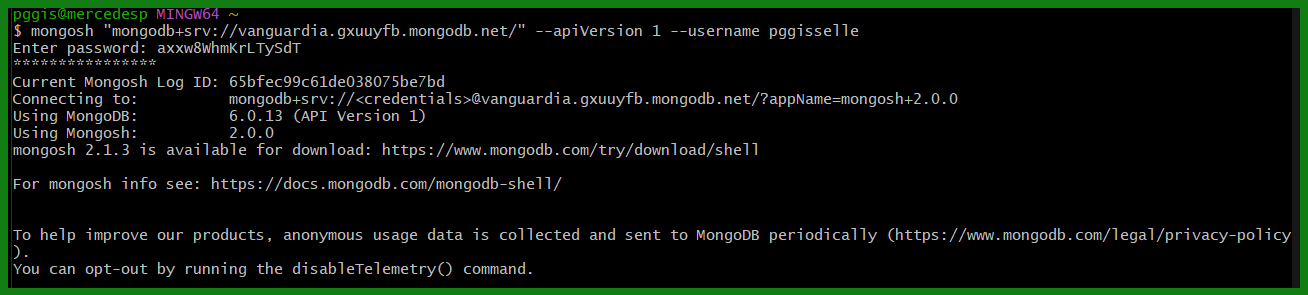 pggis@mercedesp MINGW64 ~
$ mongosh "mongodb+srv://vanguardia.gxuuyfb.mongodb.net/" --apiVersion 1 --username pggisselle
Enter password: axxw8WhmKrLTySdT
****************
Current Mongosh Log ID: 65bfec99c61de038075be7bd
Connecting to:          mongodb+srv://<credentials>@vanguardia.gxuuyfb.mongodb.net/?appName=mongosh+2.0.0
Using MongoDB:          6.0.13 (API Version 1)
Using Mongosh:          2.0.0
mongosh 2.1.3 is available for download: https://www.mongodb.com/try/download/shell
For mongosh info see: https://docs.mongodb.com/mongodb-shell/
To help improve our products, anonymous usage data is collected and sent to MongoDB periodically (https://www.mongodb.com/legal/privacy-policy
).
You can opt-out by running the disableTelemetry() command.